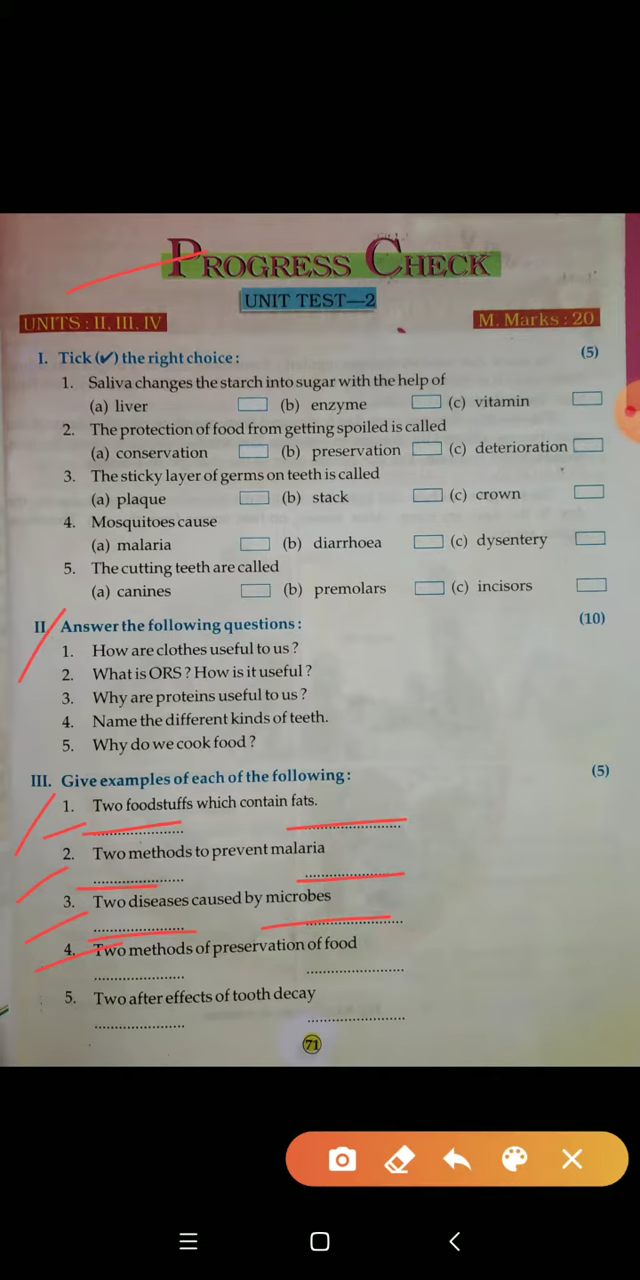 PROGRESS CHECK
UNIT TEST—2
UNITS : II, III, IV M. Marks : 20
I. Tick (✔) the right choice : (5)
1. Saliva changes the starch into sugar with the help of
(a) liver (b) enzyme (c) vitamin
2. The protection of food from getting spoiled is called
(a) conservation (b) preservation (c) deterioration
3. The sticky layer of germs on teeth is called
(a) plaque (b) stack (c) crown
4. Mosquitoes cause
(a) malaria (b) diarrhoea (c) dysentery
5. The cutting teeth are called
(a) canines (b) premolars (c) incisors
II. Answer the following questions : (10)
1. How are clothes useful to us ?
2. What is ORS ? How is it useful ?
3. Why are proteins useful to us ?
4. Name the different kinds of teeth.
5. Why do we cook food ?
III. Give examples of each of the following : (5)
1. Two foodstuffs which contain fats.
2. Two methods to prevent malaria
3. Two diseases caused by microbes
4. Two methods of preservation of food
5. Two after effects of tooth decay
71